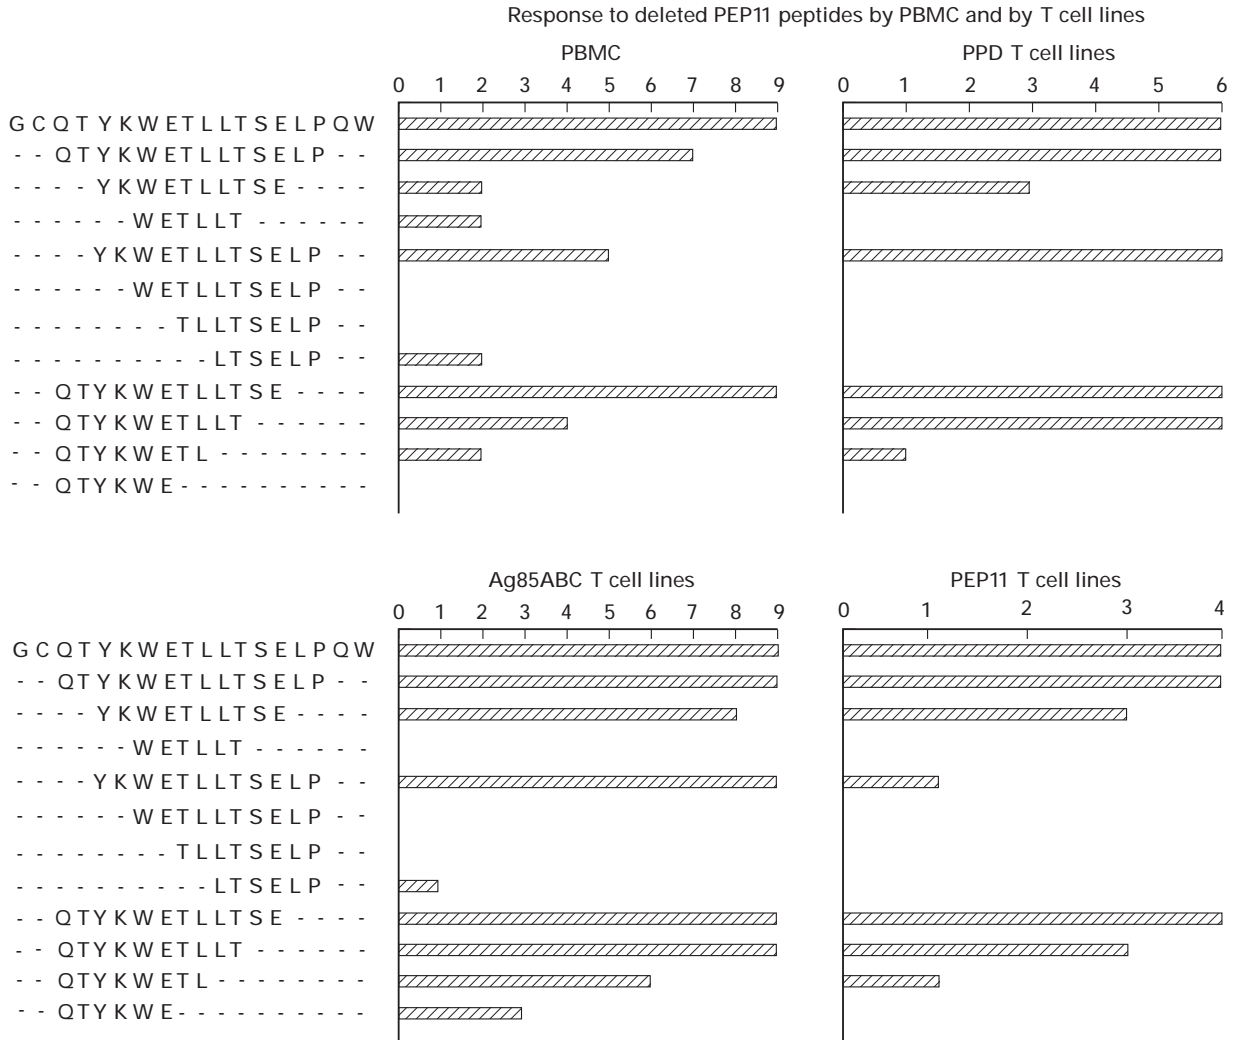 Response to deleted PEP11 peptides by PBMC and by T cell lines
PBMC
PPD T cell lines
0 1 2 3 4 5 6 7 8 9
0 1 2 3 4 5 6
G C Q T Y K W E T L L T S E L P Q W
- - Q T Y K W E T L L T S E L P - -
- - - - Y K W E T L L T S E - - - -
- - - - - - W E T L L T - - - - - -
- - - - Y K W E T L L T S E L P - -
- - - - - - W E T L L T S E L P - -
- - - - - - - - T L L T S E L P - -
- - - - - - - - - - L T S E L P - -
- - Q T Y K W E T L L T S E - - - -
- - Q T Y K W E T L L T - - - - - -
- - Q T Y K W E T L - - - - - - - -
- - Q T Y K W E - - - - - - - - - -
Ag85ABC T cell lines
PEP11 T cell lines
0 1 2 3 4 5 6 7 8 9
0 1 2 3 4
G C Q T Y K W E T L L T S E L P Q W
- - Q T Y K W E T L L T S E L P - -
- - - - Y K W E T L L T S E - - - -
- - - - - - W E T L L T - - - - - -
- - - - Y K W E T L L T S E L P - -
- - - - - - W E T L L T S E L P - -
- - - - - - - - T L L T S E L P - -
- - - - - - - - - - L T S E L P - -
- - Q T Y K W E T L L T S E - - - -
- - Q T Y K W E T L L T - - - - - -
- - Q T Y K W E T L - - - - - - - -
- - Q T Y K W E - - - - - - - - - -